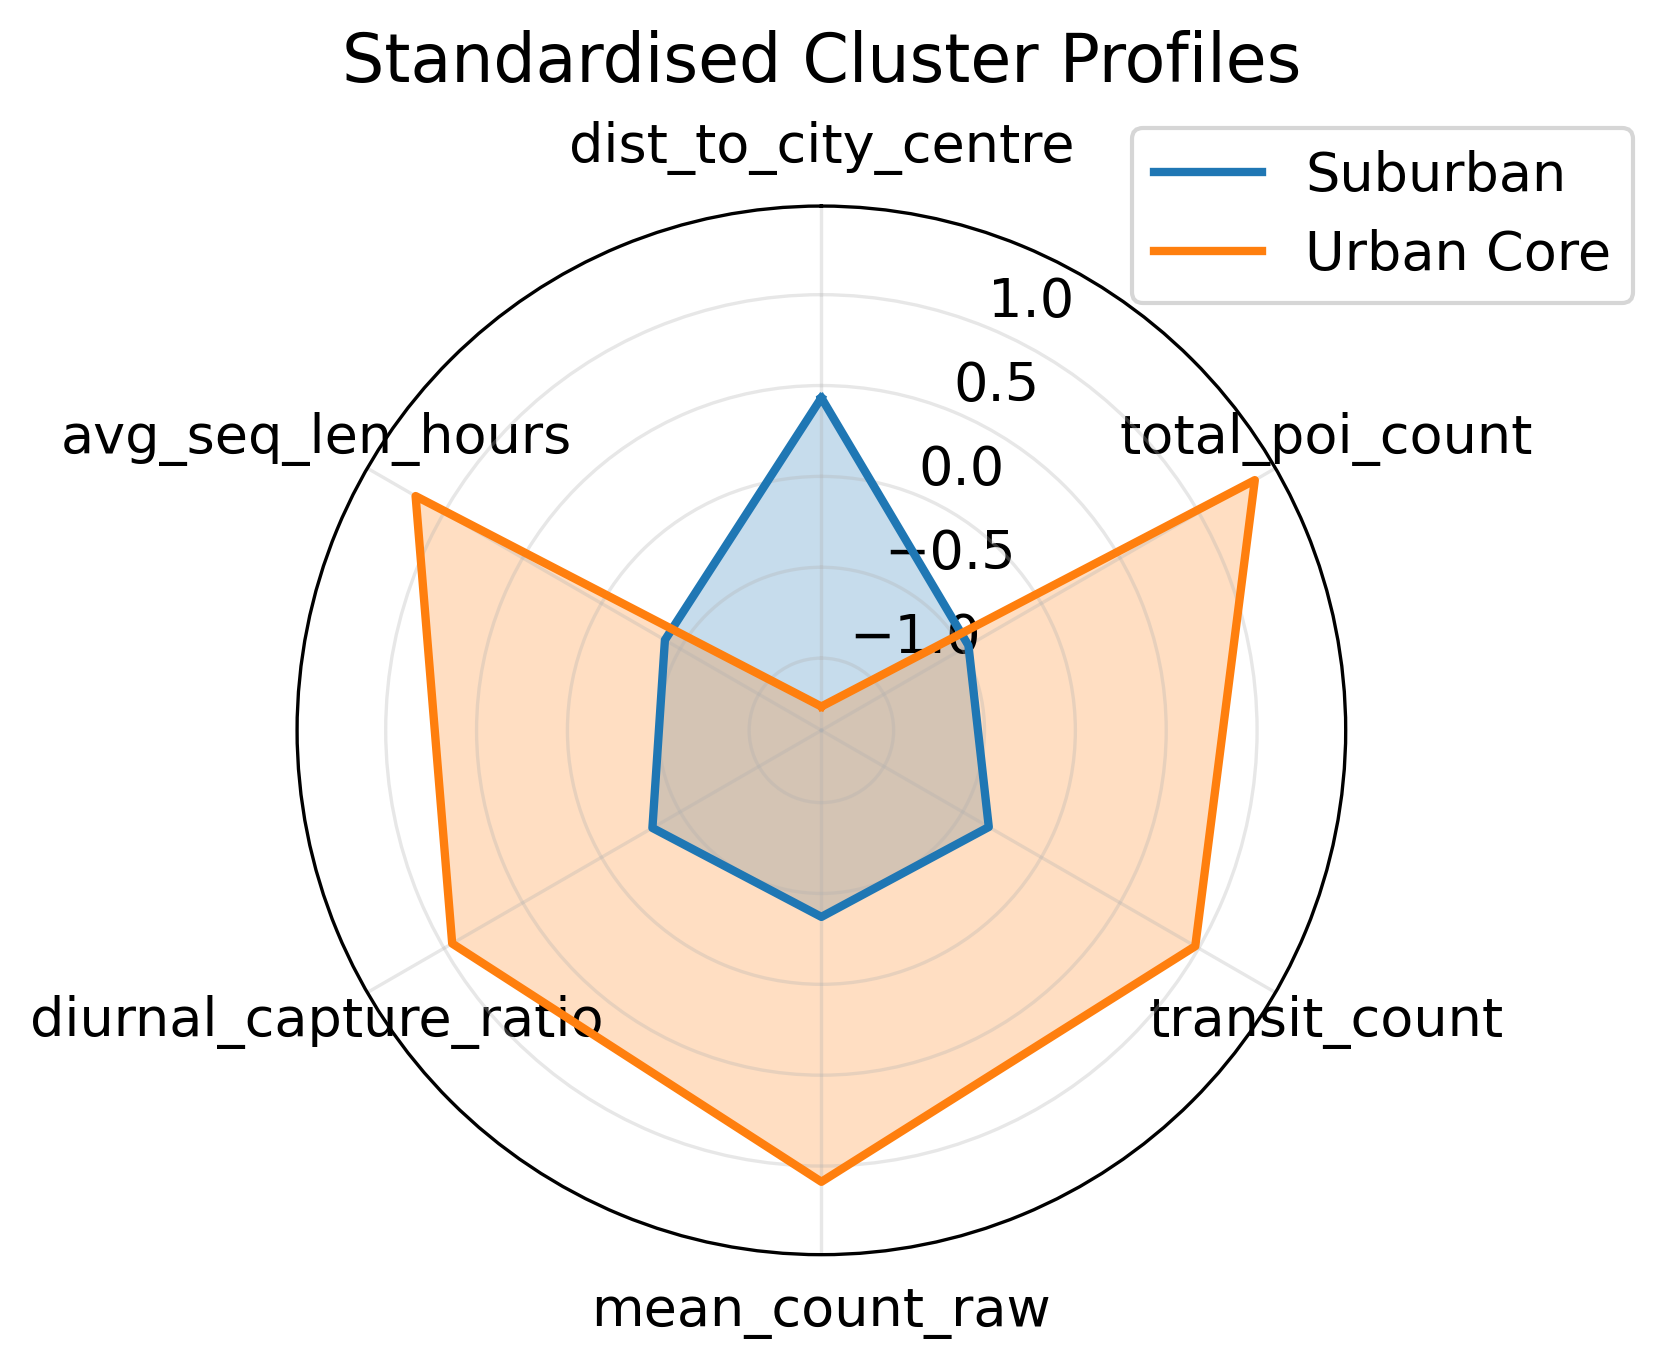 Standardised Cluster Profiles
dist_to_city_centre
Suburban
Urban Core
1.0
0.5
0.0
−0.5
−1.0
avg_seq_len_hours
total_poi_count
diurnal_capture_ratio
transit_count
mean_count_raw